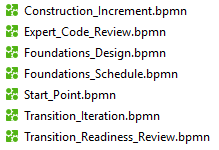 Construction_Increment.bpmn
Expert_Code_Review.bpmn
Foundations_Design.bpmn
Foundations_Schedule.bpmn
Start_Point.bpmn
Transition_Iteration.bpmn
Transition_Readiness_Review.bpmn